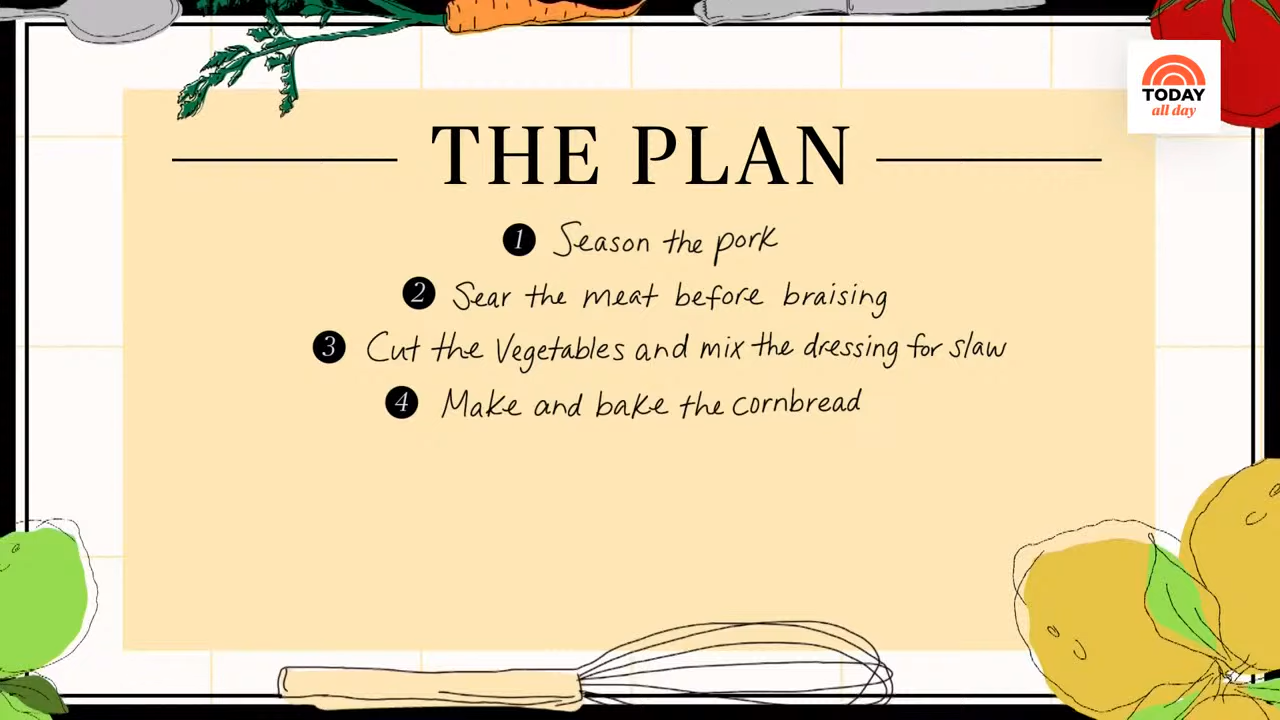 TODAY
all day
THE PLAN
1 Season the pork
2 Sear the meat before braising
3 Cut the Vegetables and mix the dressing for slaw
4 Make and bake the cornbread